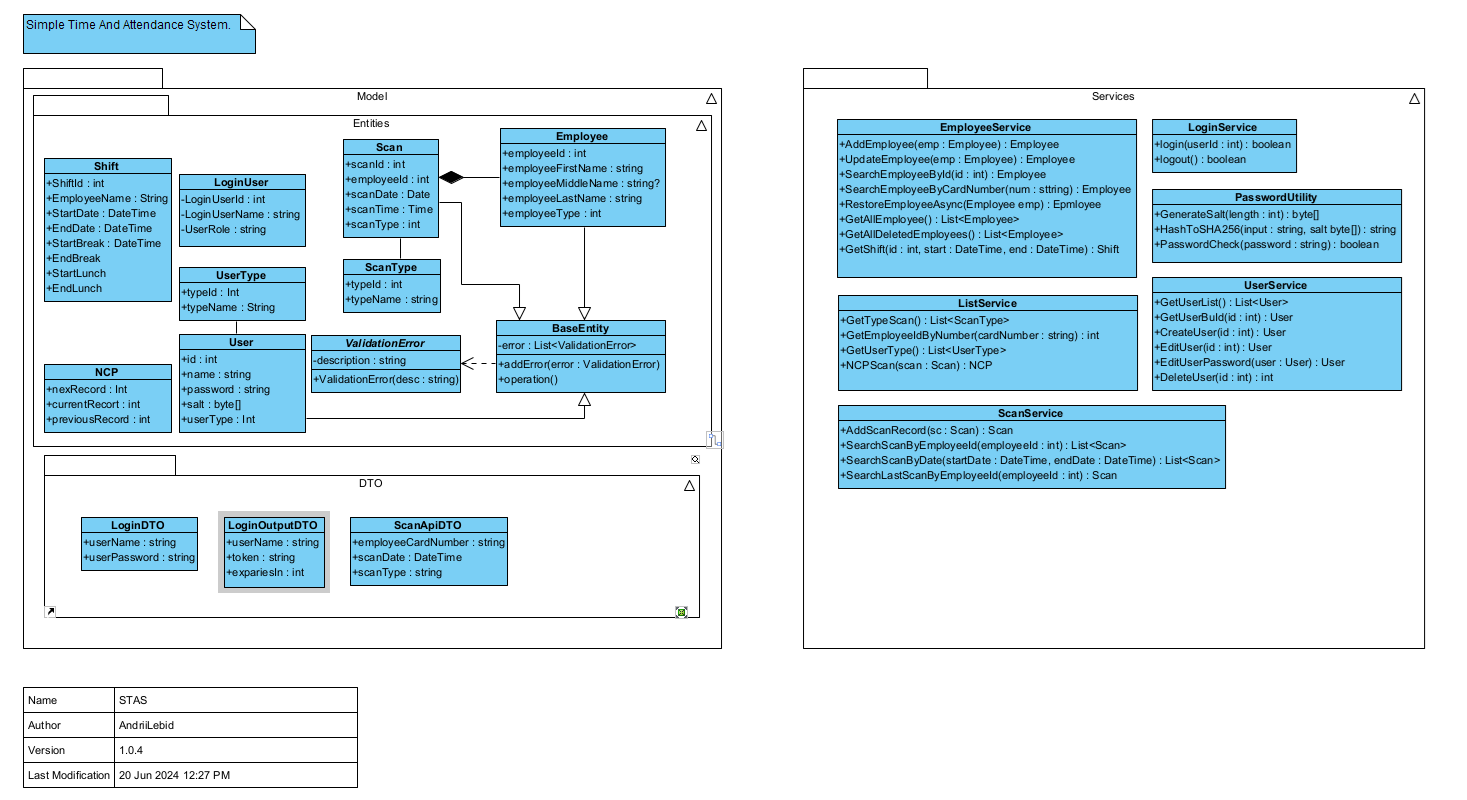 Simple Time And Attendance System.
Model
Entities
Shift
+ShiftId : int
+EmployeeName : String
+StartDate : DateTime
+EndDate : DateTime
+StartBreak : DateTime
+EndBreak
+StartLunch
+EndLunch
LoginUser
-LoginUserId : int
-LoginUserName : string
-UserRole : string
Scan
+scanId : int
+employeeId : int
+scanDate : Date
+scanTime : Time
+scanType : int
Employee
+employeeId : int
+employeeFirstName : string
+employeeMiddleName : string?
+employeeLastName : string
+employeeType : int
UserType
+typeId : Int
+typeName : String
ScanType
+typeId : int
+typeName : string
NCP
+nexRecord : Int
+currentRecort : int
+previousRecord : int
User
+id : int
+name : string
+password : string
+salt : byte[]
+userType : Int
ValidationError
-description : string
+ValidationError(desc : string)
BaseEntity
-error : List<ValidationError>
+addError(error : ValidationError)
+operation()
DTO
LoginDTO
+userName : string
+userPassword : string
LoginOutputDTO
+userName : string
+token : string
+expariesIn : int
ScanApiDTO
+employeeCardNumber : string
+scanDate : DateTime
+scanType : string
Services
EmployeeService
+AddEmployee(emp : Employee) : Employee
+UpdateEmployee(emp : Employee) : Employee
+SearchEmployeeById(id : int) : Employee
+SearchEmployeeByCardNumber(num : sttring) : Employee
+RestoreEmployeeAsync(Employee emp) : Epmloyee
+GetAllEmployee() : List<Employee>
+GetAllDeletedEmployees() : List<Employee>
+GetShift(id : int, start : DateTime, end : DateTime) : Shift
LoginService
+login(userId : int) : boolean
+logout() : boolean
PasswordUtility
+GenerateSalt(length : int) : byte[]
+HashToSHA256(input : string, salt byte[]) : string
+PasswordCheck(password : string) : boolean
ListService
+GetTypeScan() : List<ScanType>
+GetEmployeeIdByNumber(cardNumber : string) : int
+GetUserType() : List<UserType>
+NCPScan(scan : Scan) : NCP
UserService
+GetUserList() : List<User>
+GetUserBuId(id : int) : User
+CreateUser(id : int) : User
+EditUser(id : int) : User
+EditUserPassword(user : User) : User
+DeleteUser(id : int) : int
ScanService
+AddScanRecord(sc : Scan) : Scan
+SearchScanByEmployeeId(employeeId : int) : List<Scan>
+SearchScanByDate(startDate : DateTime, endDate : DateTime) : List<Scan>
+SearchLastScanByEmployeeId(employeeId : int) : Scan
Name STAS
Author AndriiLebid
Version 1.0.4
Last Modification 20 Jun 2024 12:27 PM